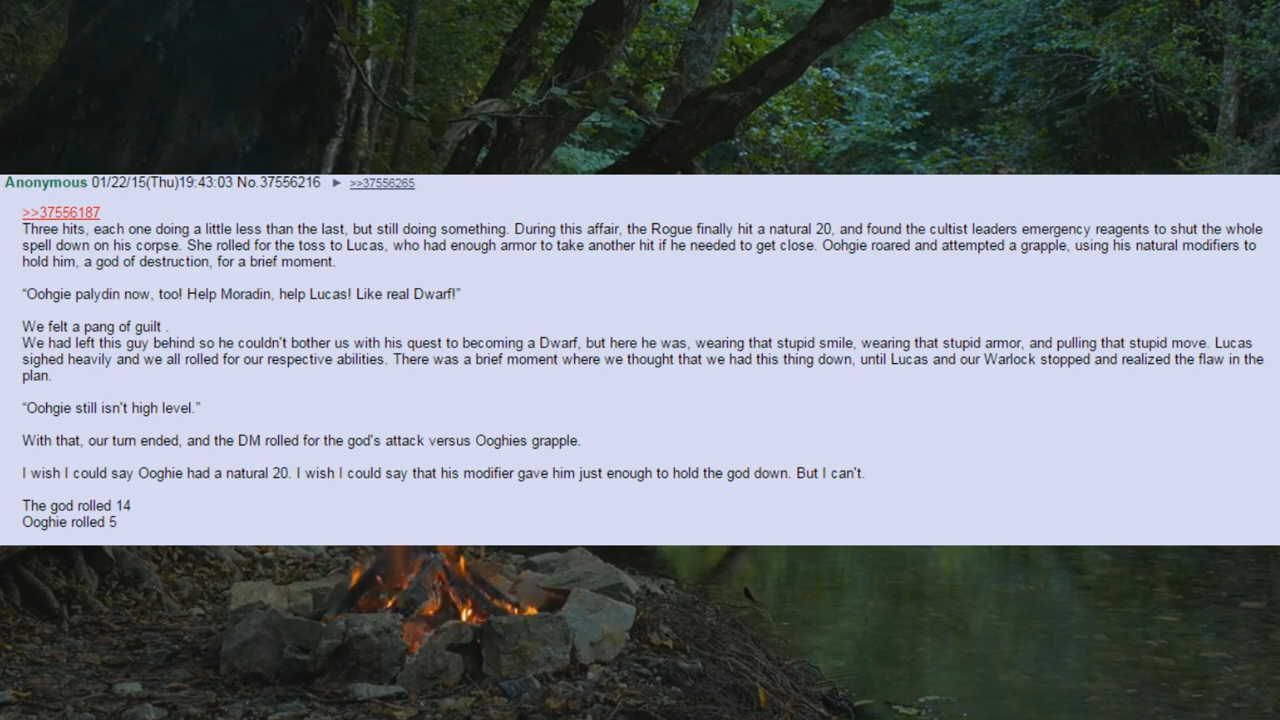 Anonymous 01/22/15(Thu)19:43:03 No.37556216 ► >>37556265
>>37556187
Three hits, each one doing a little less than the last, but still doing something. During this affair, the Rogue finally hit a natural 20, and found the cultist leaders emergency reagents to shut the whole
spell down on his corpse. She rolled for the toss to Lucas, who had enough armor to take another hit if he needed to get close. Oohgie roared and attempted a grapple, using his natural modifiers to
hold him, a god of destruction, for a brief moment.
“Oohgie palydin now, too! Help Moradin, help Lucas! Like real Dwarf!”
We felt a pang of guilt .
We had left this guy behind so he couldn't bother us with his quest to becoming a Dwarf, but here he was, wearing that stupid smile, wearing that stupid armor, and pulling that stupid move. Lucas
sighed heavily and we all rolled for our respective abilities. There was a brief moment where we thought that we had this thing down, until Lucas and our Warlock stopped and realized the flaw in the
plan.
“Oohgie still isn't high level.”
With that, our turn ended, and the DM rolled for the god's attack versus Ooghies grapple.
I wish I could say Ooghie had a natural 20. I wish I could say that his modifier gave him just enough to hold the god down. But I can't.
The god rolled 14
Ooghie rolled 5